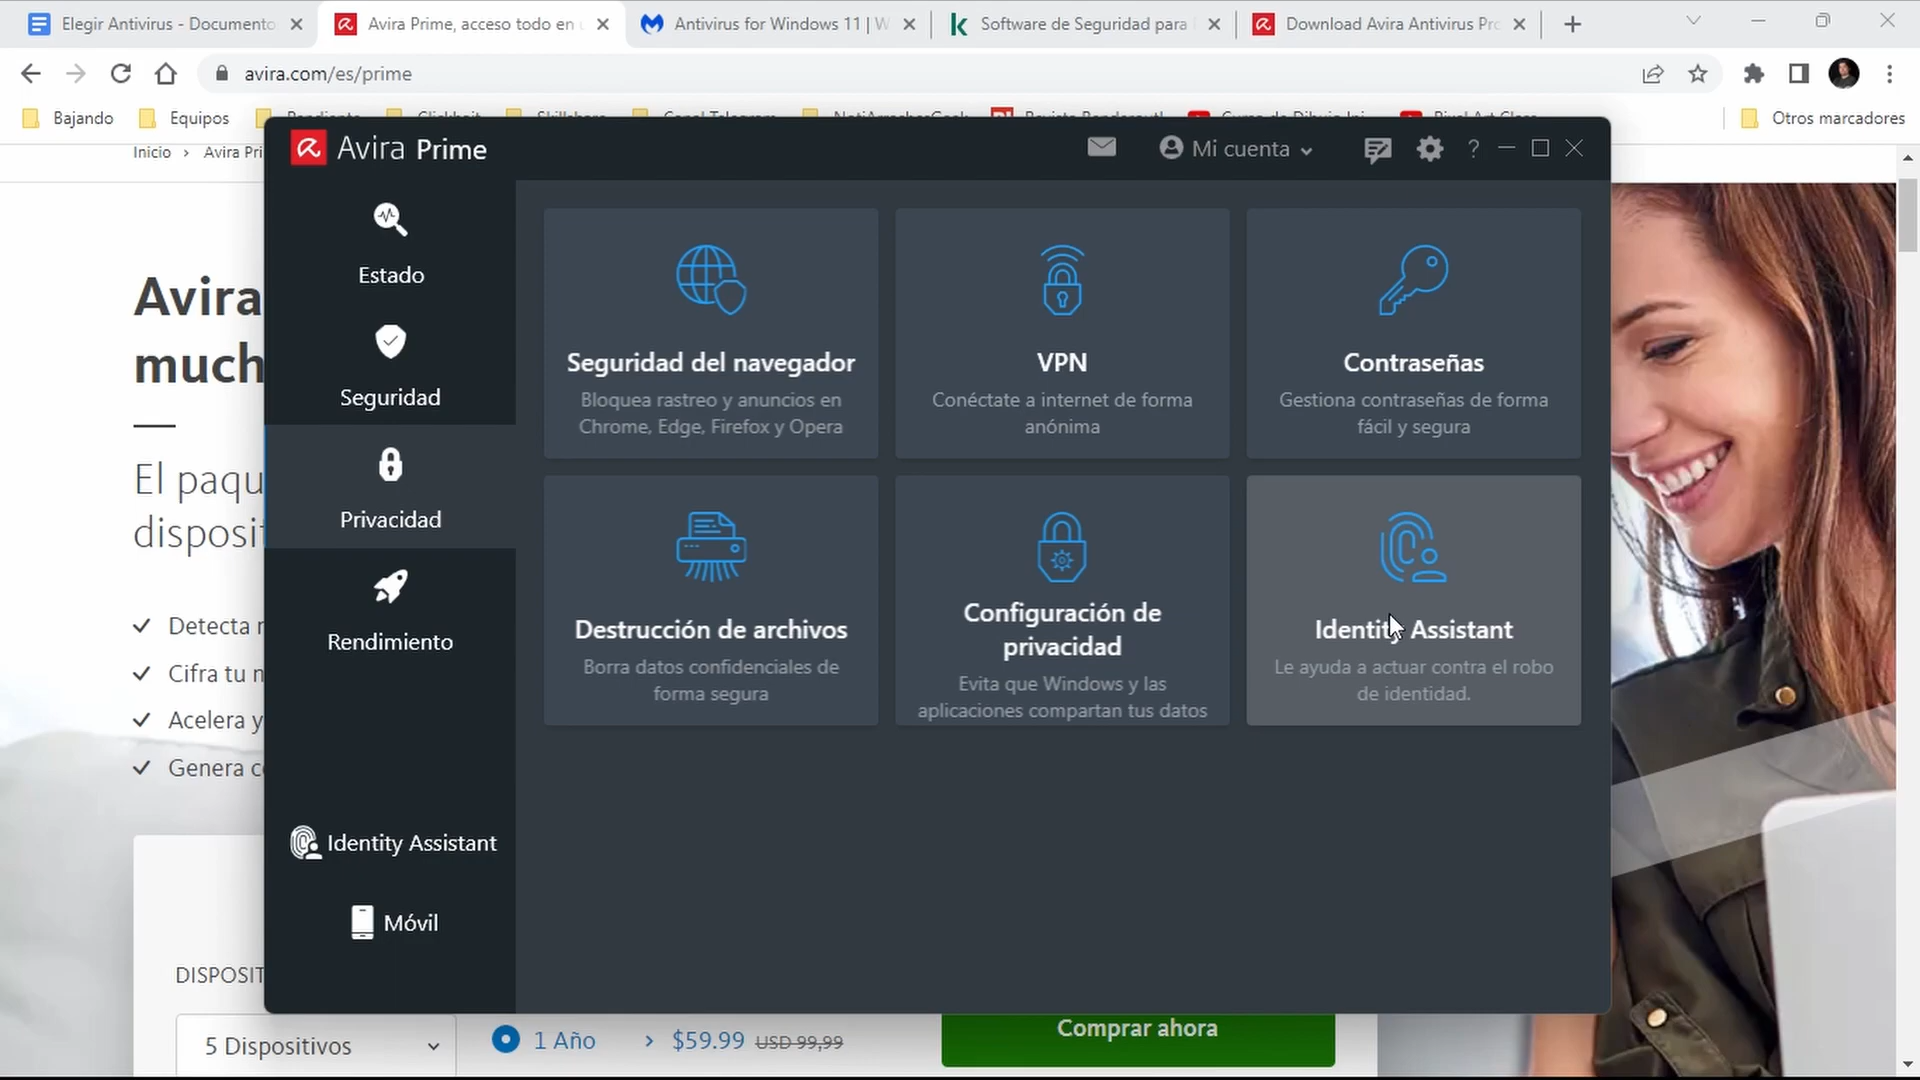 Elegir Antivirus - Documento
Avira Prime, acceso todo en
Antivirus for Windows 11 | W
Software de Seguridad para
Download Avira Antivirus Pro
avira.com/es/prime
Bajando
Equipos
Otros marcadores
Inicio › Avira Pri
Avira Prime
Mi cuenta
?
Estado
Seguridad
Privacidad
Rendimiento
Identity Assistant
Móvil
Seguridad del navegador
Bloquea rastreo y anuncios en
Chrome, Edge, Firefox y Opera
VPN
Conéctate a internet de forma
anónima
Contraseñas
Gestiona contraseñas de forma
fácil y segura
Destrucción de archivos
Borra datos confidenciales de
forma segura
Configuración de
privacidad
Evita que Windows y las
aplicaciones compartan tus datos
Identity Assistant
Le ayuda a actuar contra el robo
de identidad.
Avira
much
El paqu
disposit
Detecta
Cifra tu n
Acelera y
Genera c
DISPOSIT
5 Dispositivos
1 Año › $59.99 USD 99,99
Comprar ahora